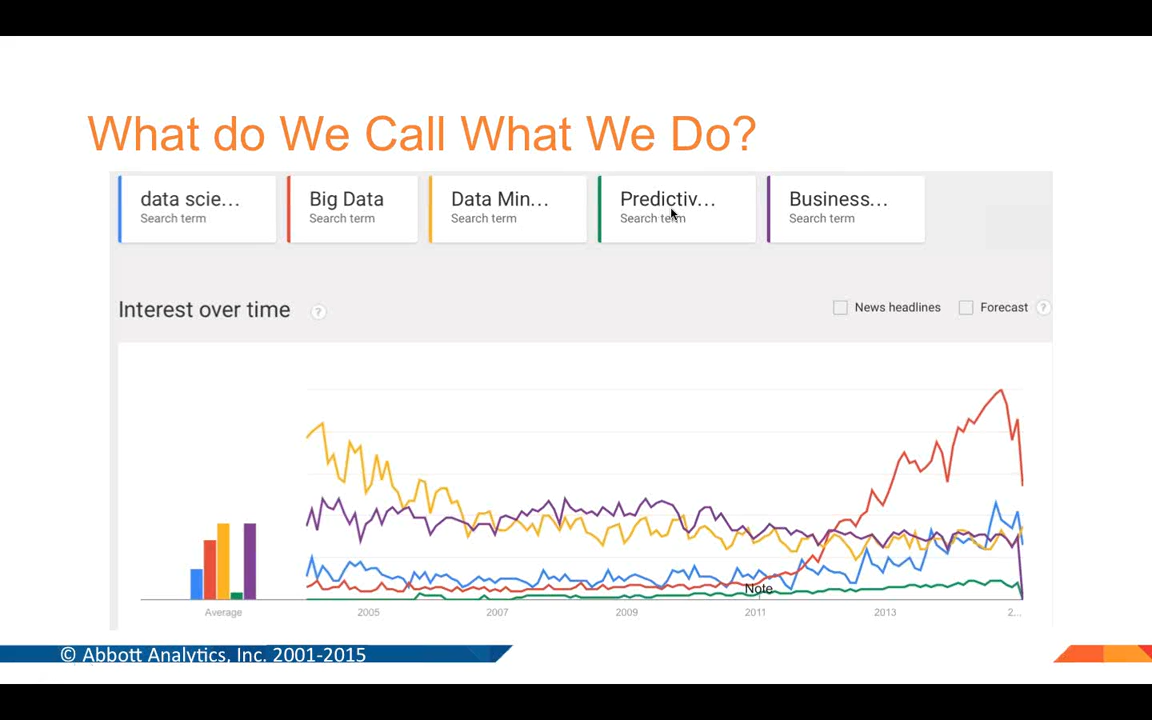 What do We Call What We Do?
data scie... Big Data Data Min... Predictiv... Business...
Search term Search term Search term Search term Search term
Interest over time ? News headlines Forecast ?
Note
Average 2005 2007 2009 2011 2013 2...
© Abbott Analytics, Inc. 2001-2015